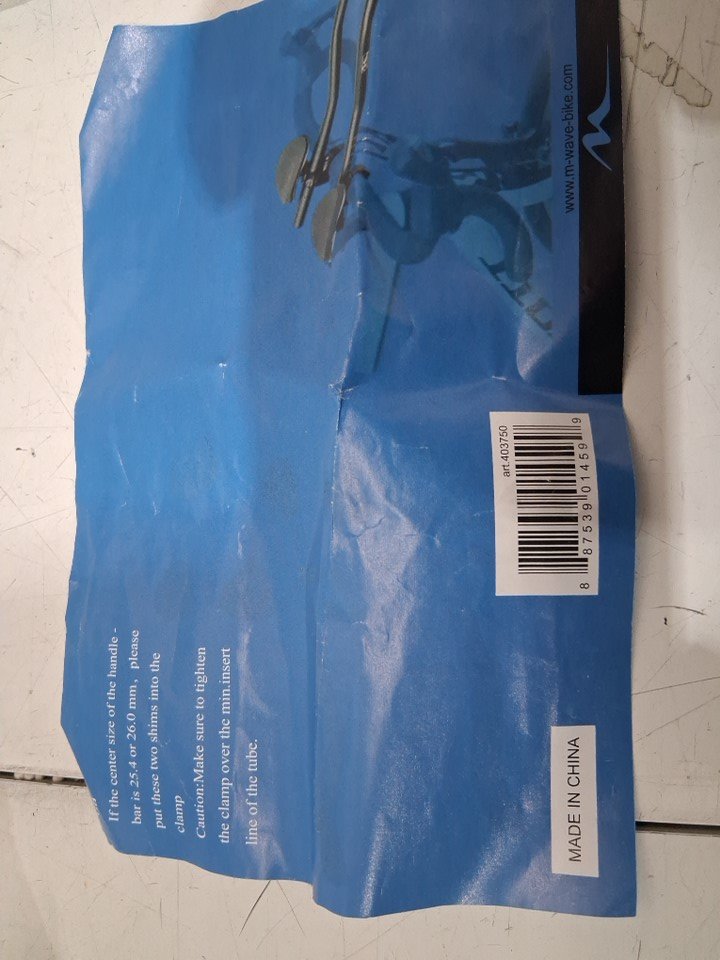 If the center size of the handle -
bar is 25.4 or 26.0 mm, please
put these two shims into the
clamp
Caution:Make sure to tighten
the clamp over the min.insert
line of the tube.
MADE IN CHINA
art.403750
8 87539 01459 9
www.m-wave-bike.com